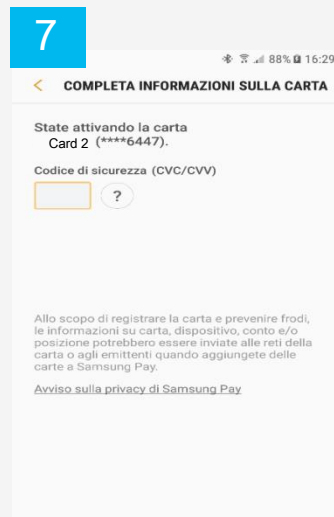 7
88% 16:29
< COMPLETA INFORMAZIONI SULLA CARTA
State attivando la carta
Card 2 (****6447).
Codice di sicurezza (CVC/CVV)
?
Allo scopo di registrare la carta e prevenire frodi,
le informazioni su carta, dispositivo, conto e/o
posizione potrebbero essere inviate alle reti della
carta o agli emittenti quando aggiungete delle
carte a Samsung Pay.
Avviso sulla privacy di Samsung Pay